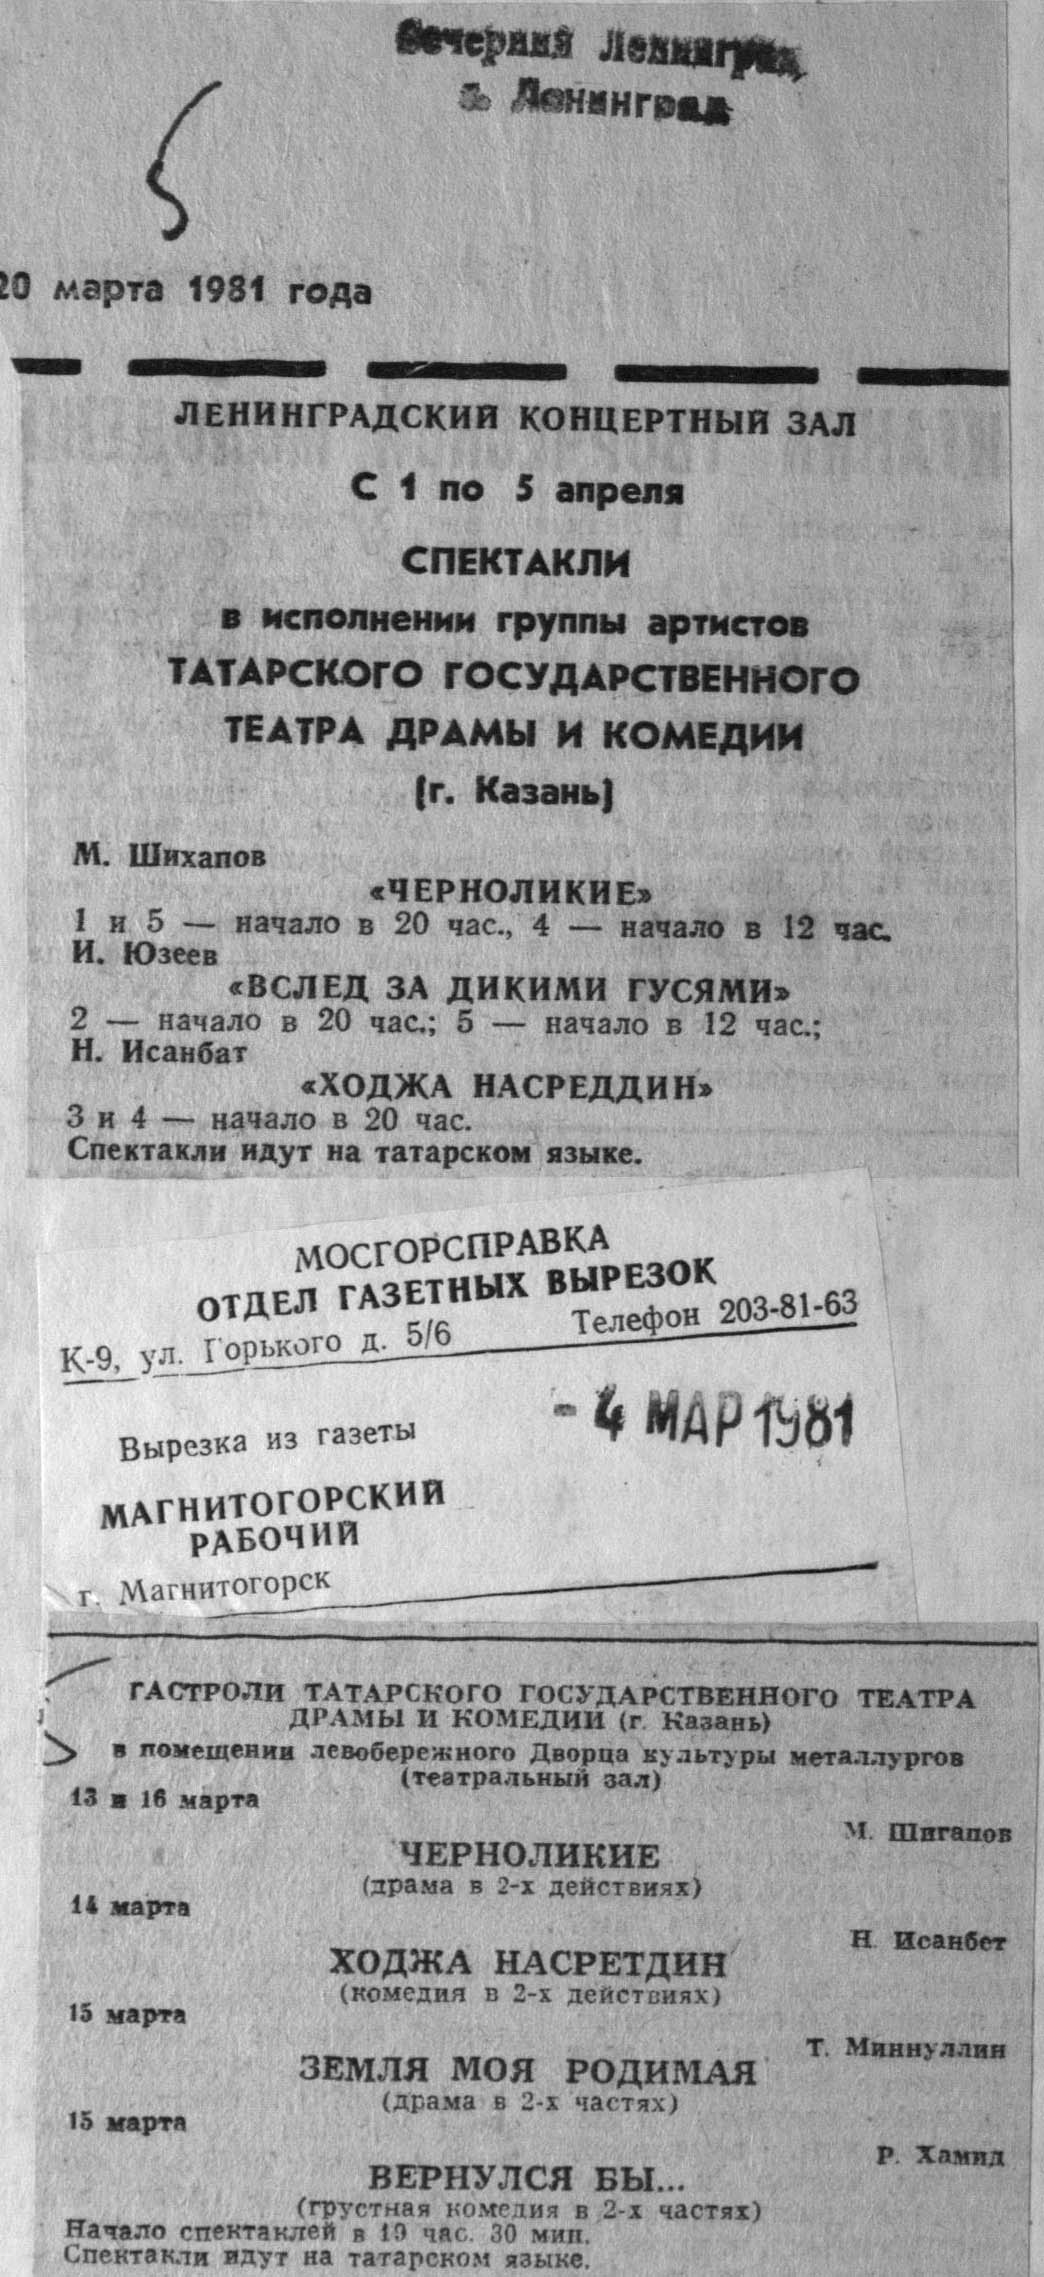 Вечерний Ленинград,
г. Ленинград
20 марта 1981 года
ЛЕНИНГРАДСКИЙ КОНЦЕРТНЫЙ ЗАЛ
С 1 по 5 апреля
СПЕКТАКЛИ
в исполнении группы артистов
ТАТАРСКОГО ГОСУДАРСТВЕННОГО
ТЕАТРА ДРАМЫ И КОМЕДИИ
(г. Казань)
М. Шихапов
«ЧЕРНОЛИКИЕ»
1 и 5 — начало в 20 час., 4 — начало в 12 час.
И. Юзеев
«ВСЛЕД ЗА ДИКИМИ ГУСЯМИ»
2 — начало в 20 час.; 5 — начало в 12 час.;
Н. Исанбат
«ХОДЖА НАСРЕДДИН»
3 и 4 — начало в 20 час.
Спектакли идут на татарском языке.
МОСГОРСПРАВКА
ОТДЕЛ ГАЗЕТНЫХ ВЫРЕЗОК
К-9, ул. Горького д. 5/6 Телефон 203-81-63
- 4 МАР 1981
Вырезка из газеты
МАГНИТОГОРСКИЙ
РАБОЧИЙ
г. Магнитогорск
ГАСТРОЛИ ТАТАРСКОГО ГОСУДАРСТВЕННОГО ТЕАТРА
ДРАМЫ И КОМЕДИИ (г. Казань)
в помещении левобережного Дворца культуры металлургов
(театральный зал)
13 и 16 марта
М. Шигапов
ЧЕРНОЛИКИЕ
(драма в 2-х действиях)
14 марта
Н. Исанбет
ХОДЖА НАСРЕТДИН
(комедия в 2-х действиях)
15 марта
Т. Миннуллин
ЗЕМЛЯ МОЯ РОДИМАЯ
(драма в 2-х частях)
15 марта
Р. Хамид
ВЕРНУЛСЯ БЫ...
(грустная комедия в 2-х частях)
Начало спектаклей в 19 час. 30 мин.
Спектакли идут на татарском языке.